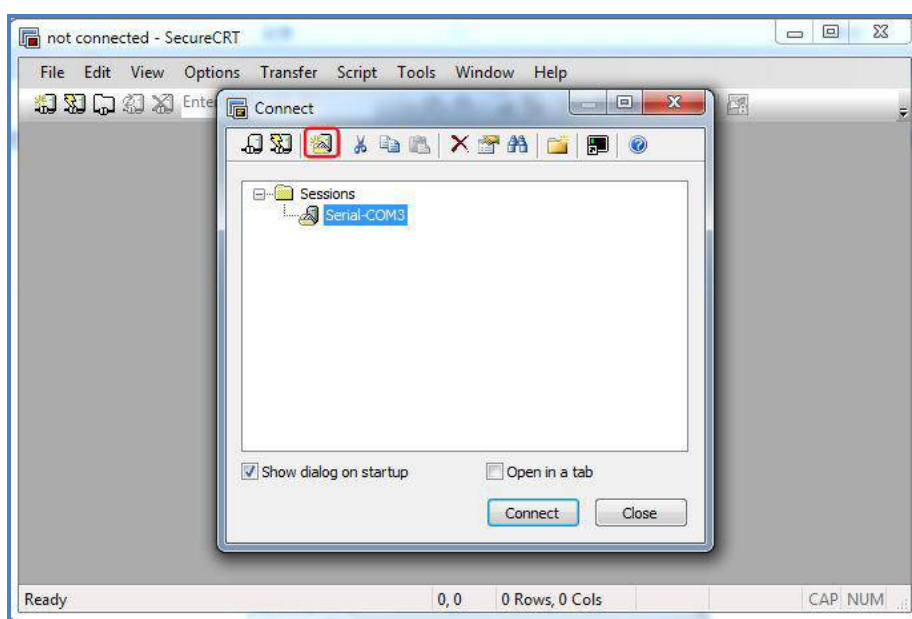 not connected - SecureCRT
File Edit View Options Transfer Script Tools Window Help
Ente
Connect
Sessions
Serial-COM3
Show dialog on startup
Open in a tab
Connect
Close
Ready
0, 0
0 Rows, 0 Cols
CAP NUM